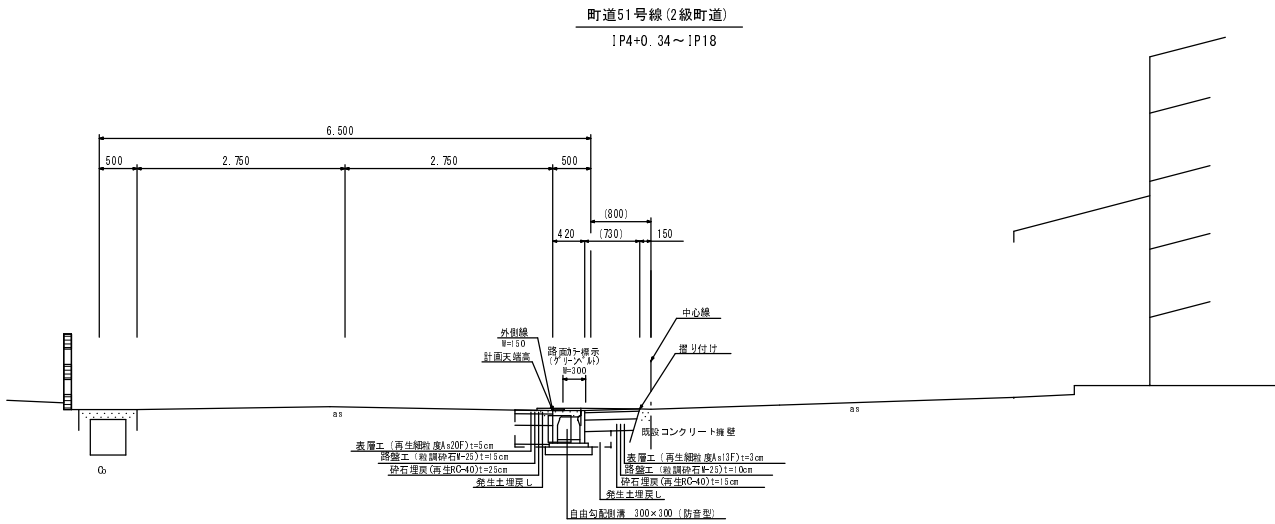 町道51号線(2級町道)
IP4+0.34～IP18
6.500
500
2.750
2.750
500
(800)
420
(730)
150
中心線
外側線
W=150
路面カラー標示
(グリーンベルト)
W=300
計画天端高
摺り付け
as
as
既設コンクリート擁壁
表層工 (再生細粒度As20F)t=5cm
路盤工 (粒調砕石M-25)t=15cm
砕石埋戻(再生RC-40)t=25cm
発生土埋戻し
表層工 (再生細粒度As13F)t=3cm
路盤工 (粒調砕石M-25)t=10cm
砕石埋戻(再生RC-40)t=15cm
発生土埋戻し
自由勾配側溝 300×300 (防音型)
Co